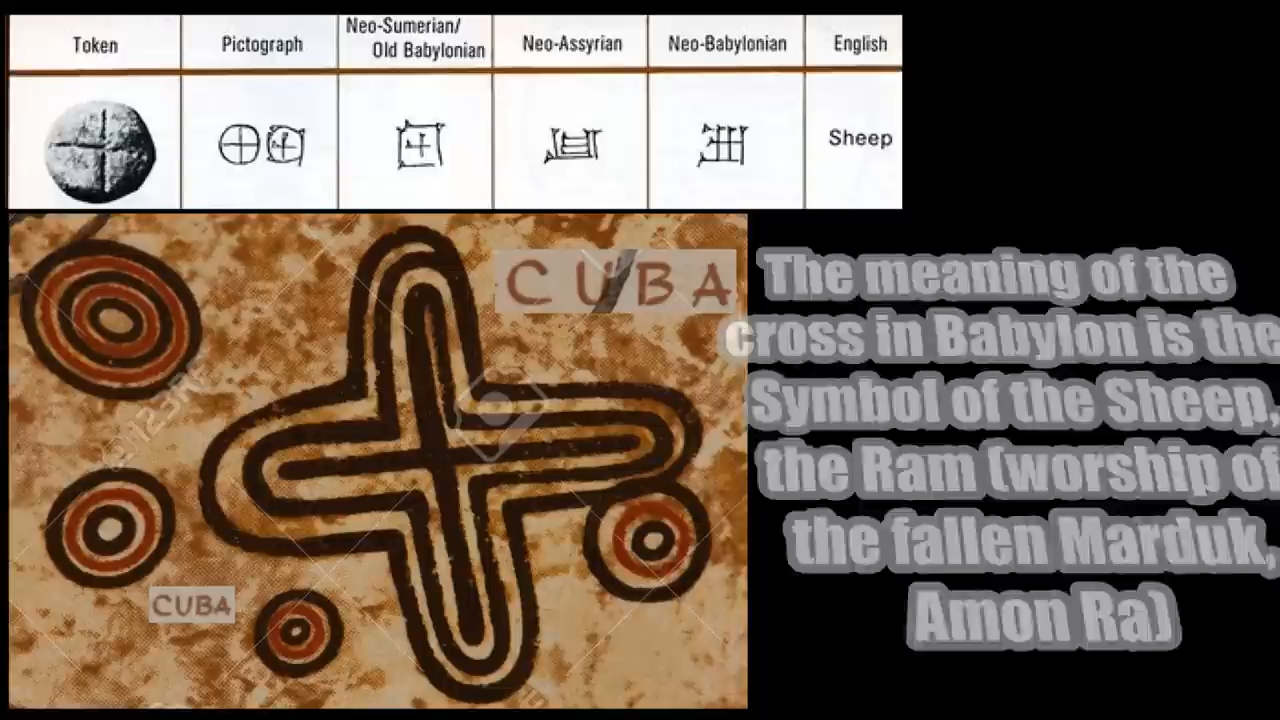 Token
Pictograph
Neo-Sumerian/
Old Babylonian
Neo-Assyrian
Neo-Babylonian
English
Sheep
CUBA
The meaning of the
cross in Babylon is the
Symbol of the Sheep,
the Ram (worship of
the fallen Marduk,
Amon Ra)
CUBA